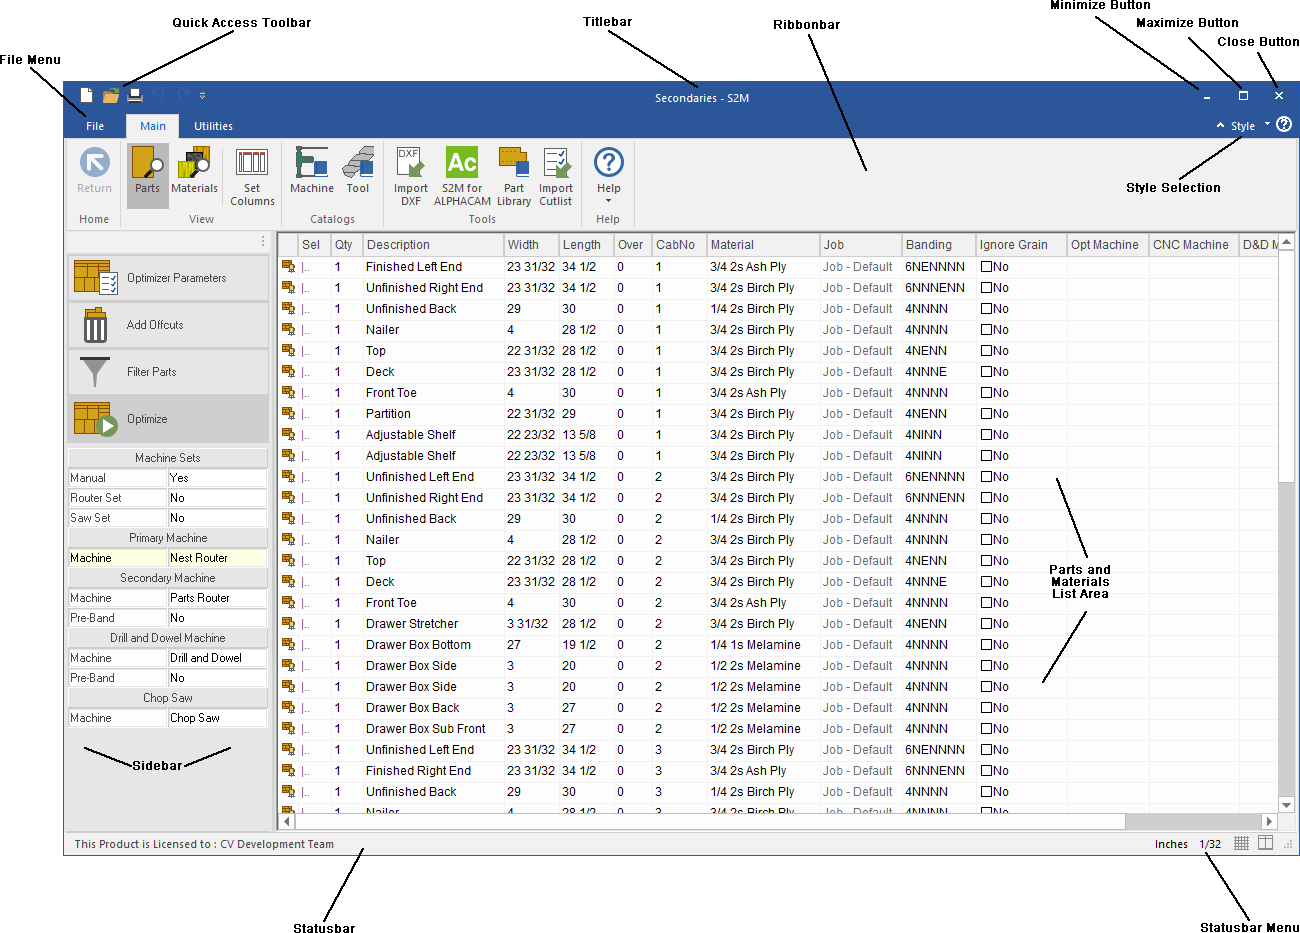 Minimize Button
Quick Access Toolbar
Titlebar
Ribbonbar
Maximize Button
Close Button
File Menu
Secondaries - S2M
File
Main
Utilities
Style
Return
Parts
Materials
Set Columns
Machine
Tool
DXF
Import DXF
Ac
S2M for ALPHACAM
Part Library
Import Cutlist
Help
Style Selection
Home
View
Catalogs
Tools
Help
Optimizer Parameters
Add Offcuts
Filter Parts
Optimize
Machine Sets
Manual Yes
Router Set No
Saw Set No
Primary Machine
Machine Nest Router
Secondary Machine
Machine Parts Router
Pre-Band No
Drill and Dowel Machine
Machine Drill and Dowel
Pre-Band No
Chop Saw
Machine Chop Saw
Sidebar
Sel Qty Description Width Length Over CabNo Material Job Banding Ignore Grain Opt Machine CNC Machine D&D M
|.. 1 Finished Left End 23 31/32 34 1/2 0 1 3/4 2s Ash Ply Job - Default 6NENNNN No
|.. 1 Unfinished Right End 23 31/32 34 1/2 0 1 3/4 2s Birch Ply Job - Default 6NNNENN No
|.. 1 Unfinished Back 29 30 0 1 1/4 2s Birch Ply Job - Default 4NNNN No
|.. 1 Nailer 4 28 1/2 0 1 3/4 2s Birch Ply Job - Default 4NNNN No
|.. 1 Top 22 31/32 28 1/2 0 1 3/4 2s Birch Ply Job - Default 4NENN No
|.. 1 Deck 23 31/32 28 1/2 0 1 3/4 2s Birch Ply Job - Default 4NNNE No
|.. 1 Front Toe 4 30 0 1 3/4 2s Ash Ply Job - Default 4NNNN No
|.. 1 Partition 22 31/32 29 0 1 3/4 2s Birch Ply Job - Default 4NENN No
|.. 1 Adjustable Shelf 22 23/32 13 5/8 0 1 3/4 2s Birch Ply Job - Default 4NINN No
|.. 1 Adjustable Shelf 22 23/32 13 5/8 0 1 3/4 2s Birch Ply Job - Default 4NINN No
|.. 1 Unfinished Left End 23 31/32 34 1/2 0 2 3/4 2s Birch Ply Job - Default 6NENNNN No
|.. 1 Unfinished Right End 23 31/32 34 1/2 0 2 3/4 2s Birch Ply Job - Default 6NNNENN No
|.. 1 Unfinished Back 29 30 0 2 1/4 2s Birch Ply Job - Default 4NNNN No
|.. 1 Nailer 4 28 1/2 0 2 3/4 2s Birch Ply Job - Default 4NNNN No
|.. 1 Top 22 31/32 28 1/2 0 2 3/4 2s Birch Ply Job - Default 4NENN No
|.. 1 Deck 23 31/32 28 1/2 0 2 3/4 2s Birch Ply Job - Default 4NNNE No
|.. 1 Front Toe 4 30 0 2 3/4 2s Ash Ply Job - Default 4NNNN No
|.. 1 Drawer Stretcher 3 31/32 28 1/2 0 2 3/4 2s Birch Ply Job - Default 4NENN No
|.. 1 Drawer Box Bottom 27 19 1/2 0 2 1/4 1s Melamine Job - Default 4NNNN No
|.. 1 Drawer Box Side 3 20 0 2 1/2 2s Melamine Job - Default 4NNNN No
|.. 1 Drawer Box Side 3 20 0 2 1/2 2s Melamine Job - Default 4NNNN No
|.. 1 Drawer Box Back 3 27 0 2 1/2 2s Melamine Job - Default 4NNNN No
|.. 1 Drawer Box Sub Front 3 27 0 2 1/2 2s Melamine Job - Default 4NNNN No
|.. 1 Unfinished Left End 23 31/32 34 1/2 0 3 3/4 2s Birch Ply Job - Default 6NENNNN No
|.. 1 Finished Right End 23 31/32 34 1/2 0 3 3/4 2s Ash Ply Job - Default 6NNNENN No
|.. 1 Unfinished Back 29 30 0 3 1/4 2s Birch Ply Job - Default 4NNNN No
|.. 1 Nailer 4 28 1/2 0 3 3/4 2s Birch Ply Job - Default 4NNNN No
Parts and
Materials
List Area
This Product is Licensed to : CV Development Team
Inches 1/32
Statusbar
Statusbar Menu